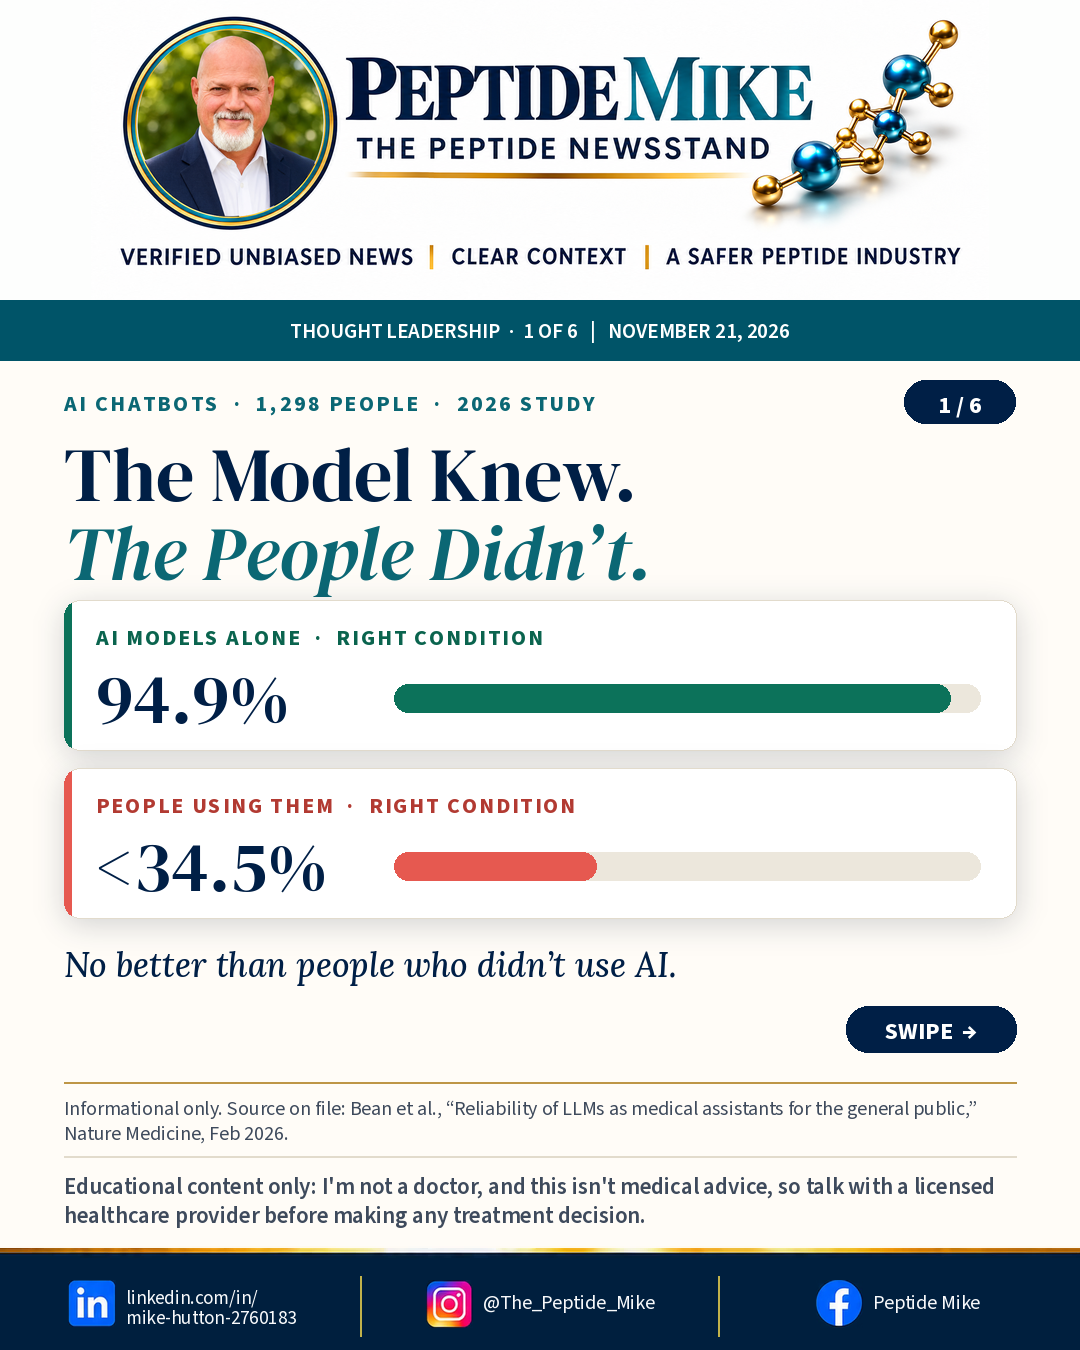 PEPTIDEMIKE
THE PEPTIDE NEWSSTAND
VERIFIED UNBIASED NEWS | CLEAR CONTEXT | A SAFER PEPTIDE INDUSTRY
THOUGHT LEADERSHIP · 1 OF 6 | NOVEMBER 21, 2026
AI CHATBOTS · 1,298 PEOPLE · 2026 STUDY
1 / 6
The Model Knew.
The People Didn’t.
AI MODELS ALONE · RIGHT CONDITION
94.9%
PEOPLE USING THEM · RIGHT CONDITION
<34.5%
No better than people who didn’t use AI.
SWIPE →
Informational only. Source on file: Bean et al., “Reliability of LLMs as medical assistants for the general public,”
Nature Medicine, Feb 2026.
Educational content only: I'm not a doctor, and this isn't medical advice, so talk with a licensed
healthcare provider before making any treatment decision.
linkedin.com/in/
mike-hutton-2760183
@The_Peptide_Mike
Peptide Mike